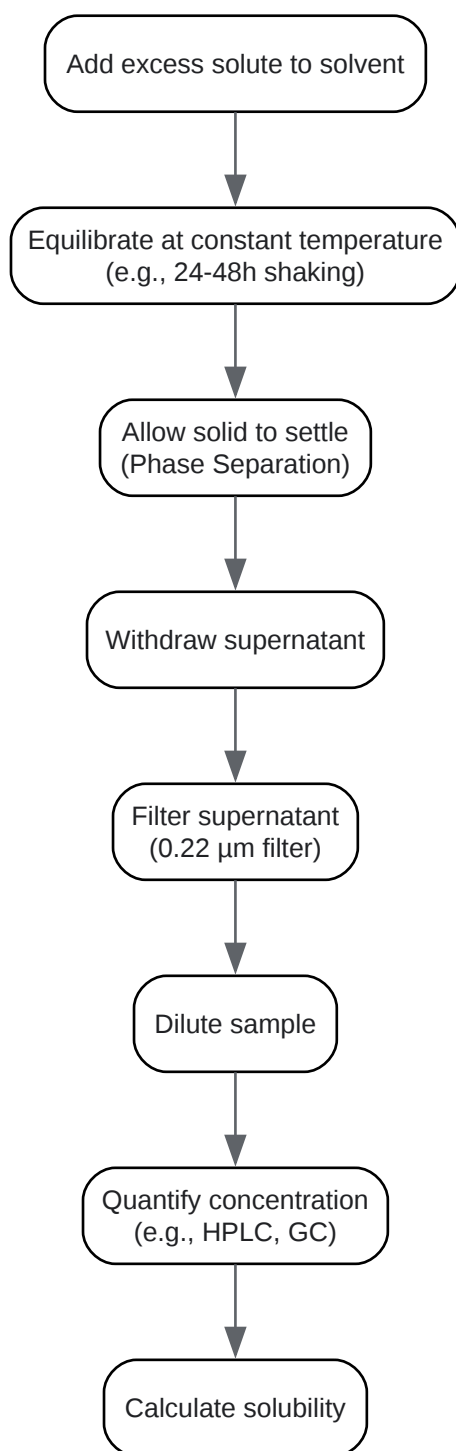 Add excess solute to solvent
Equilibrate at constant temperature
(e.g., 24-48h shaking)
Allow solid to settle
(Phase Separation)
Withdraw supernatant
Filter supernatant
(0.22 µm filter)
Dilute sample
Quantify concentration
(e.g., HPLC, GC)
Calculate solubility